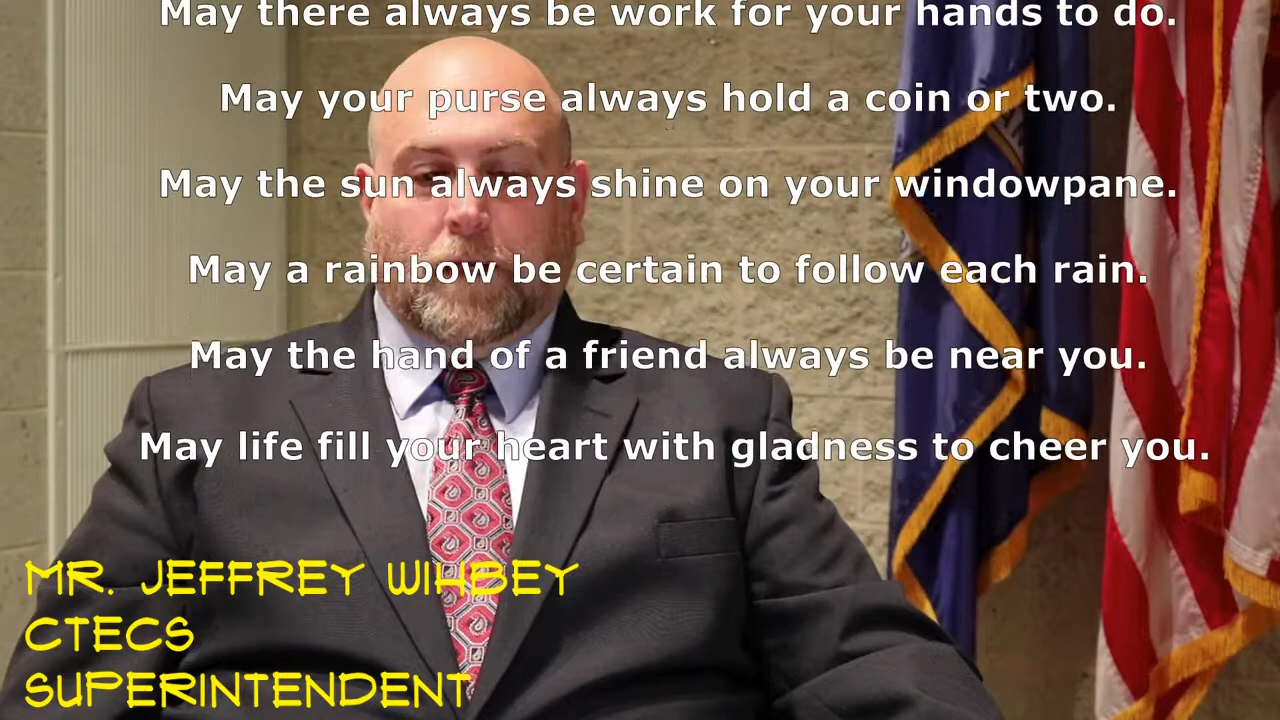 May there always be work for your hands to do.
May your purse always hold a coin or two.
May the sun always shine on your windowpane.
May a rainbow be certain to follow each rain.
May the hand of a friend always be near you.
May life fill your heart with gladness to cheer you.
MR. JEFFREY WIHBEY
CTECS
SUPERINTENDENT